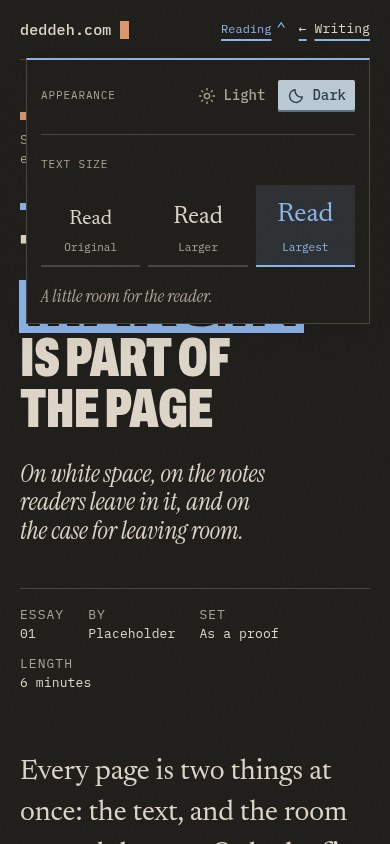 deddeh.com
Reading ^ ← Writing
APPEARANCE Light Dark
TEXT SIZE
Read Read Read
Original Larger Largest
A little room for the reader.
IS PART OF
THE PAGE
On white space, on the notes
readers leave in it, and on
the case for leaving room.
ESSAY BY SET
01 Placeholder As a proof
LENGTH
6 minutes
Every page is two things at
once: the text, and the room